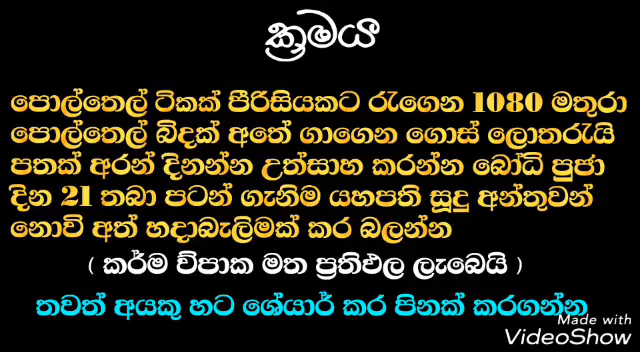 ක්‍රමය
පොල්තෙල් ටිකක් පීරිසියකට රැගෙන 1080 මතුරා
පොල්තෙල් බිදක් අතේ ගාගෙන ගොස් ලොතරැයි
පතක් අරන් දිනන්න උත්සාහ කරන්න බෝධි පුජා
දින 21 තබා පටන් ගැනිම යහපති සූදු අන්තුවන්
නොවි අත් හදාබැලිමක් කර බලන්න
( කර්ම විපාක මත ප්‍රතිඵල ලැබෙයි )
තවත් අයකු හට ශේයාර් කර පිනක් කරගන්න
Made with
VideoShow